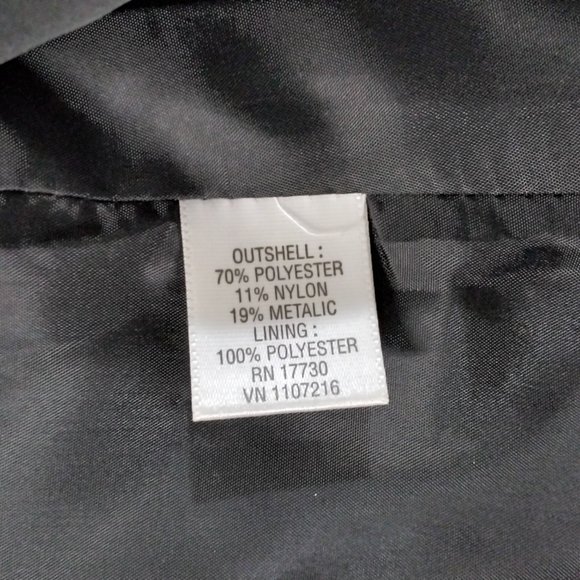 OUTSHELL :
70% POLYESTER
11% NYLON
19% METALIC
LINING :
100% POLYESTER
RN 17730
VN 1107216